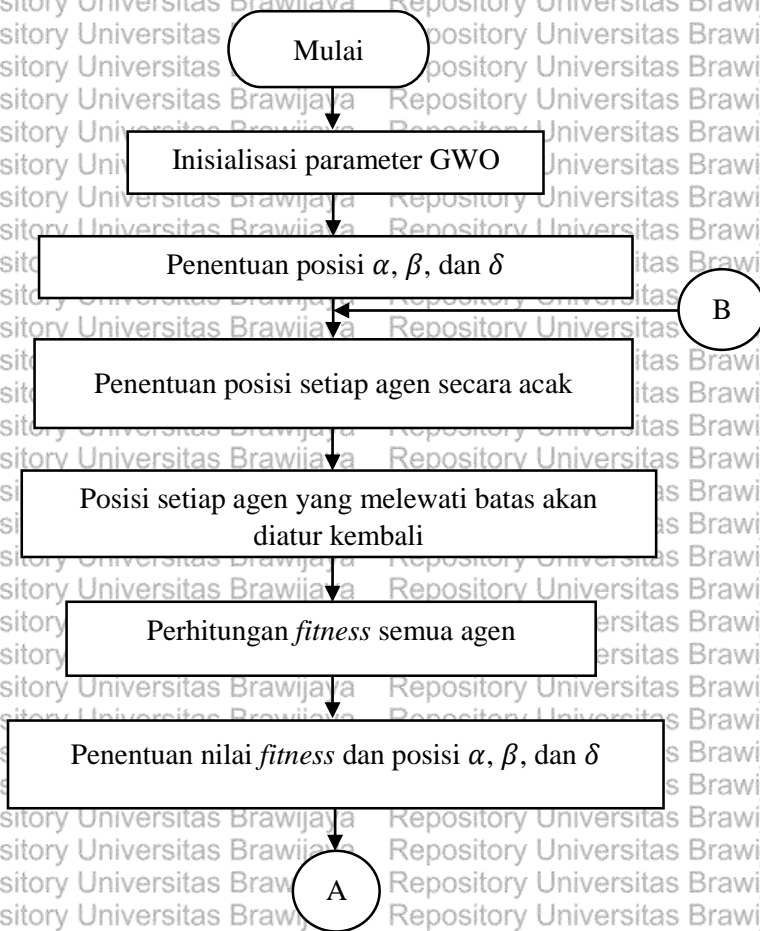 Mulai
Inisialisasi parameter GWO
Penentuan posisi α, β, dan δ
B
Penentuan posisi setiap agen secara acak
Posisi setiap agen yang melewati batas akan
diatur kembali
Perhitungan fitness semua agen
Penentuan nilai fitness dan posisi α, β, dan δ
A